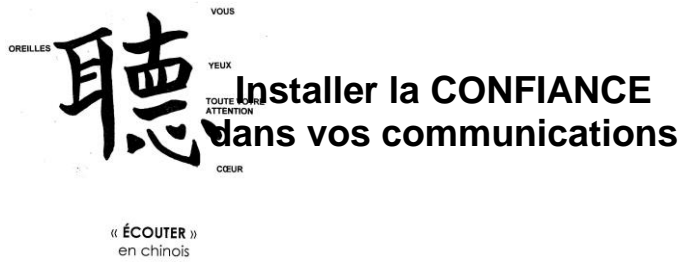 VOUS
OREILLES
聽
YEUX
TOUTE VOTRE
ATTENTION
CŒUR
Installer la CONFIANCE
dans vos communications
« ÉCOUTER »
en chinois